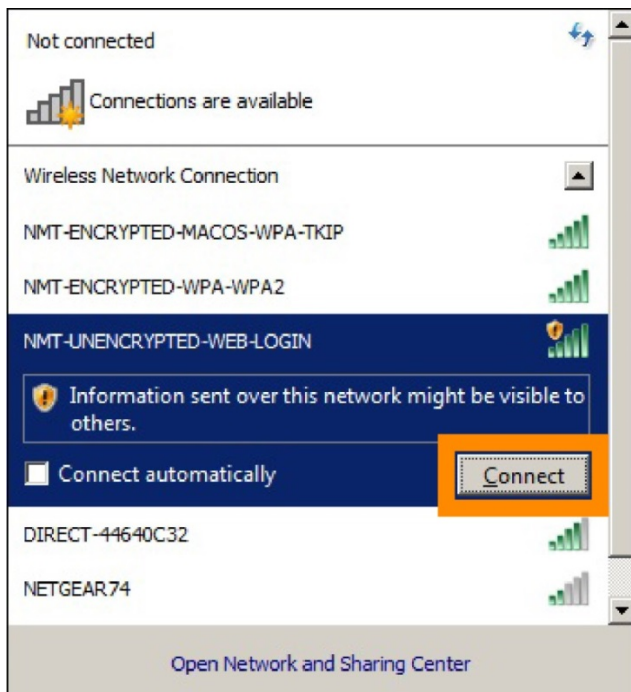 Not connected
Connections are available
Wireless Network Connection
NMT-ENCRYPTED-MACOS-WPA-TKIP
NMT-ENCRYPTED-WPA-WPA2
NMT-UNENCRYPTED-WEB-LOGIN
Information sent over this network might be visible to
others.
Connect automatically
Connect
DIRECT-44640C32
NETGEAR74
Open Network and Sharing Center